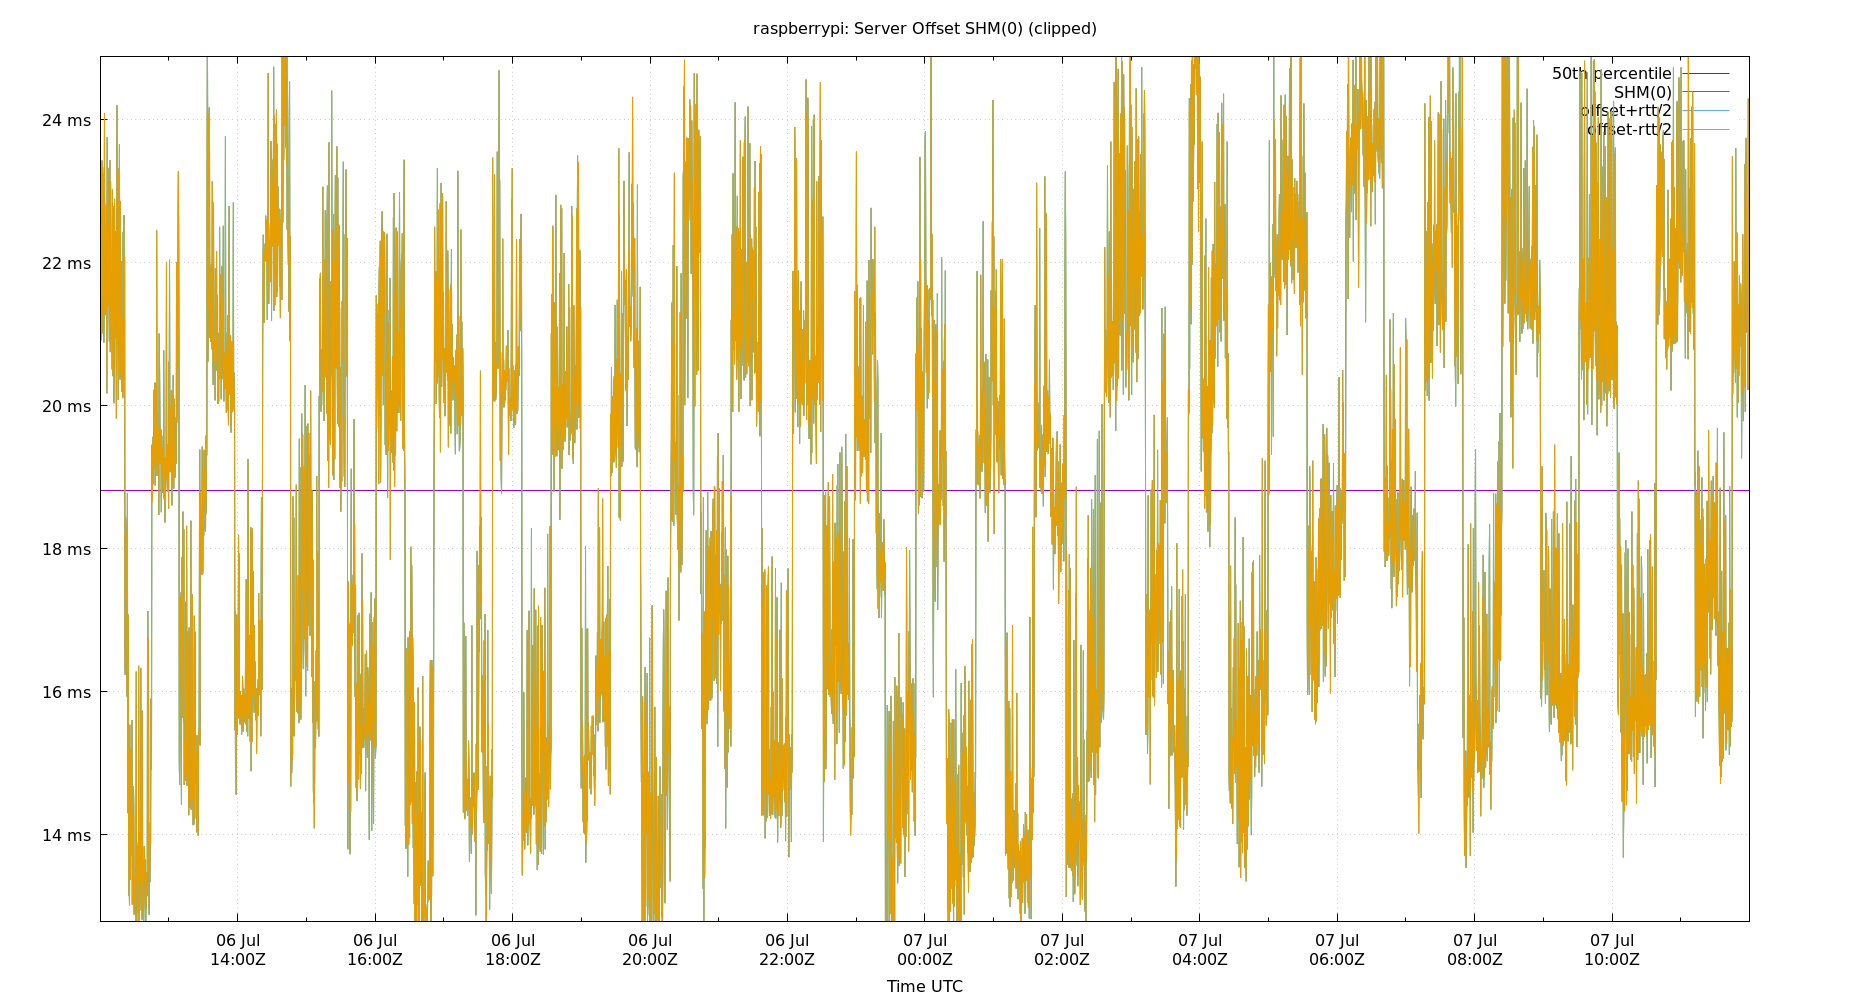 raspberrypi: Server Offset SHM(0) (clipped)
50th percentile
SHM(0)
offset+rtt/2
offset-rtt/2
24 ms
22 ms
20 ms
18 ms
16 ms
14 ms
06 Jul 06 Jul 06 Jul 06 Jul 06 Jul 07 Jul 07 Jul 07 Jul 07 Jul 07 Jul 07 Jul
14:00Z 16:00Z 18:00Z 20:00Z 22:00Z 00:00Z 02:00Z 04:00Z 06:00Z 08:00Z 10:00Z
Time UTC